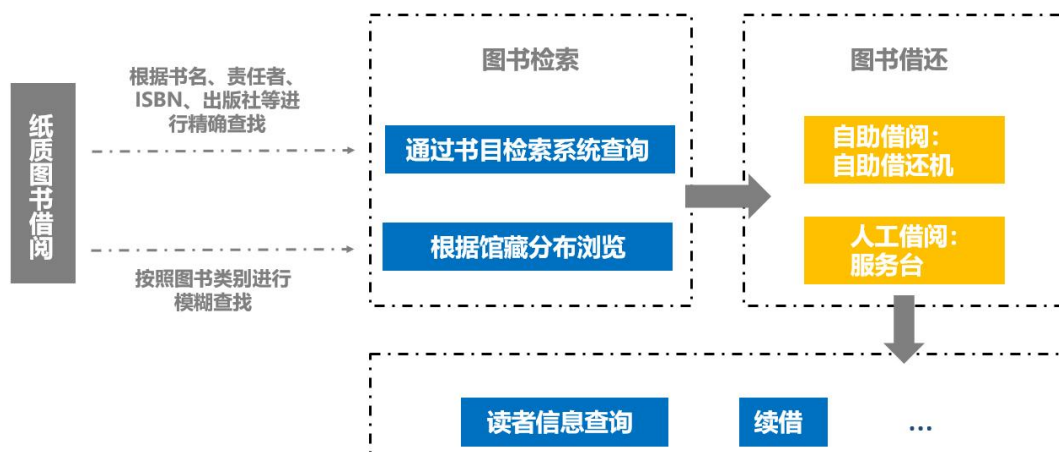 纸质图书借阅
根据书名、责任者、
ISBN、出版社等进
行精确查找
按照图书类别进行
模糊查找
图书检索
通过书目检索系统查询
根据馆藏分布浏览
图书借还
自助借阅：
自助借还机
人工借阅：
服务台
读者信息查询
续借
...